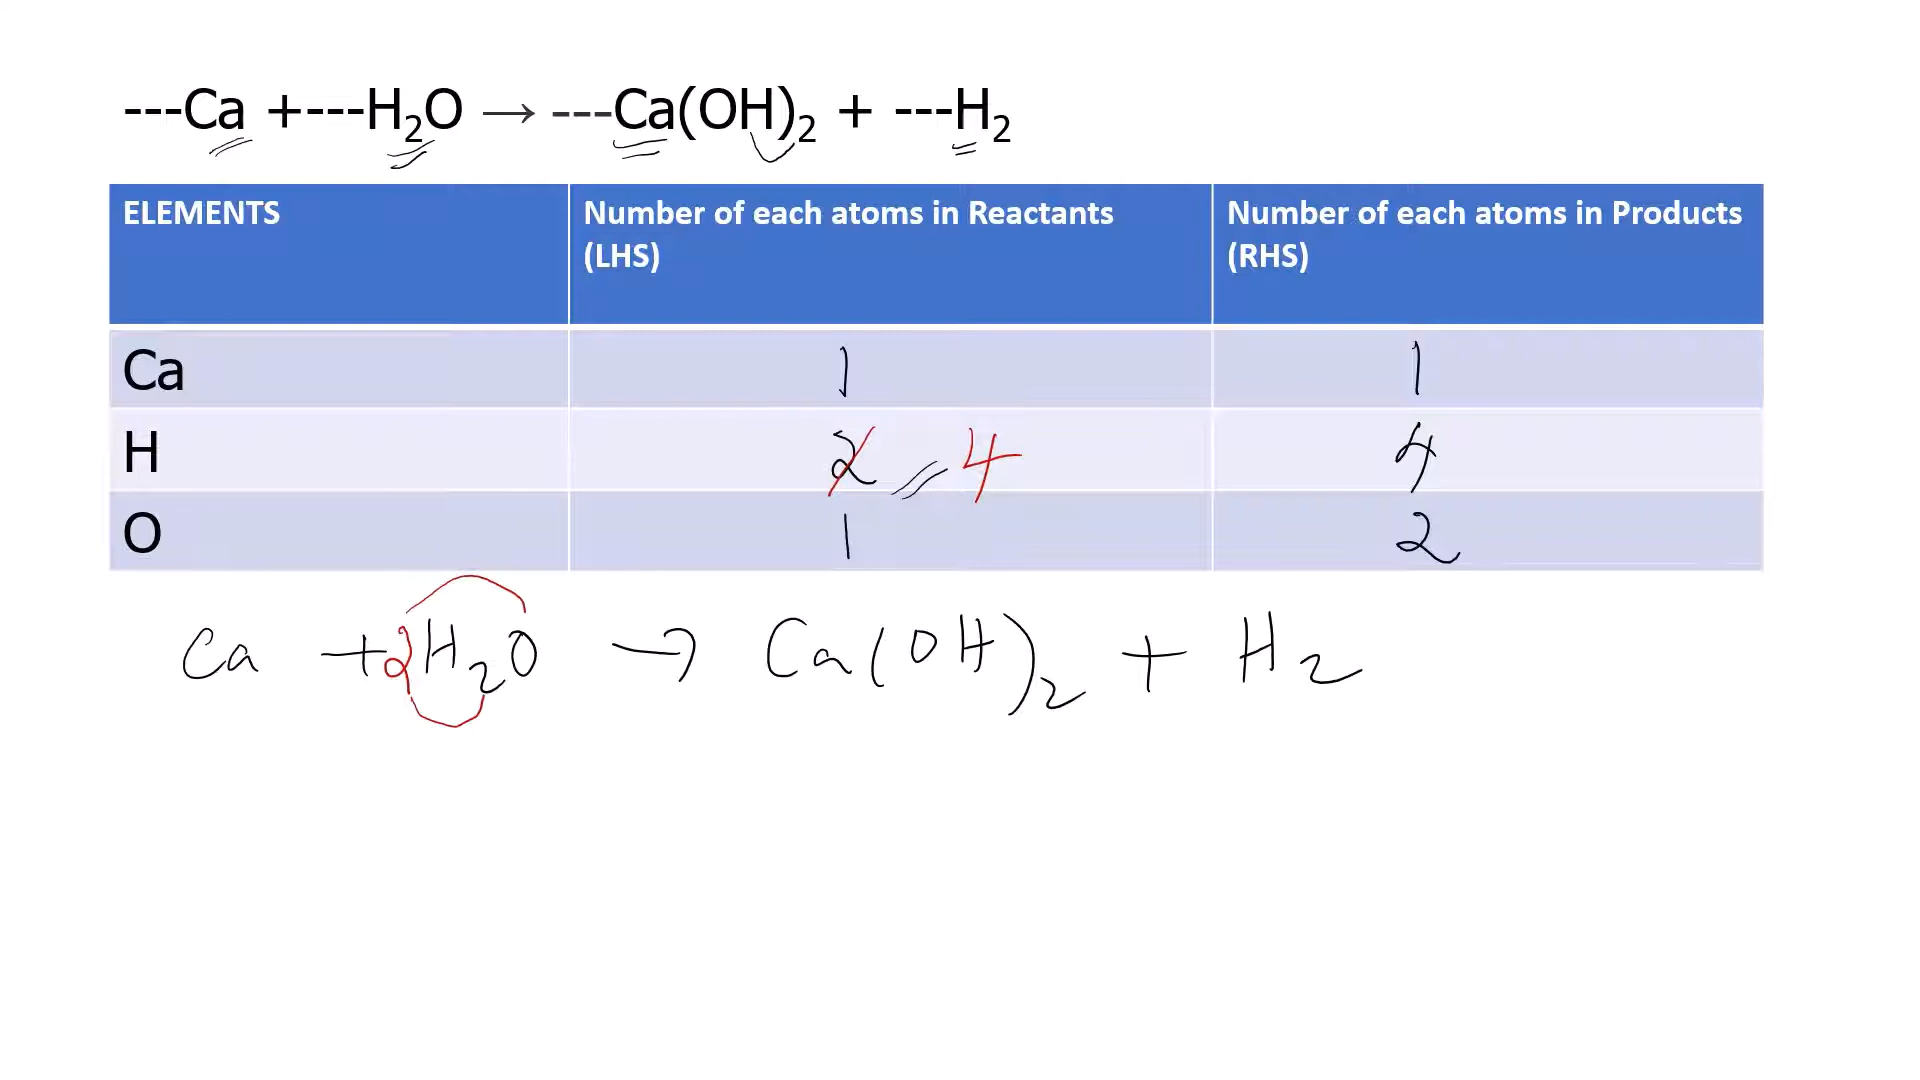 ---Ca +---H₂O → ---Ca(OH)₂ + ---H₂
ELEMENTS
Number of each atoms in Reactants
(LHS)
Number of each atoms in Products
(RHS)
Ca 1 1
H 2 4 4
O 1 2
Ca + 2H₂O → Ca(OH)₂ + H₂